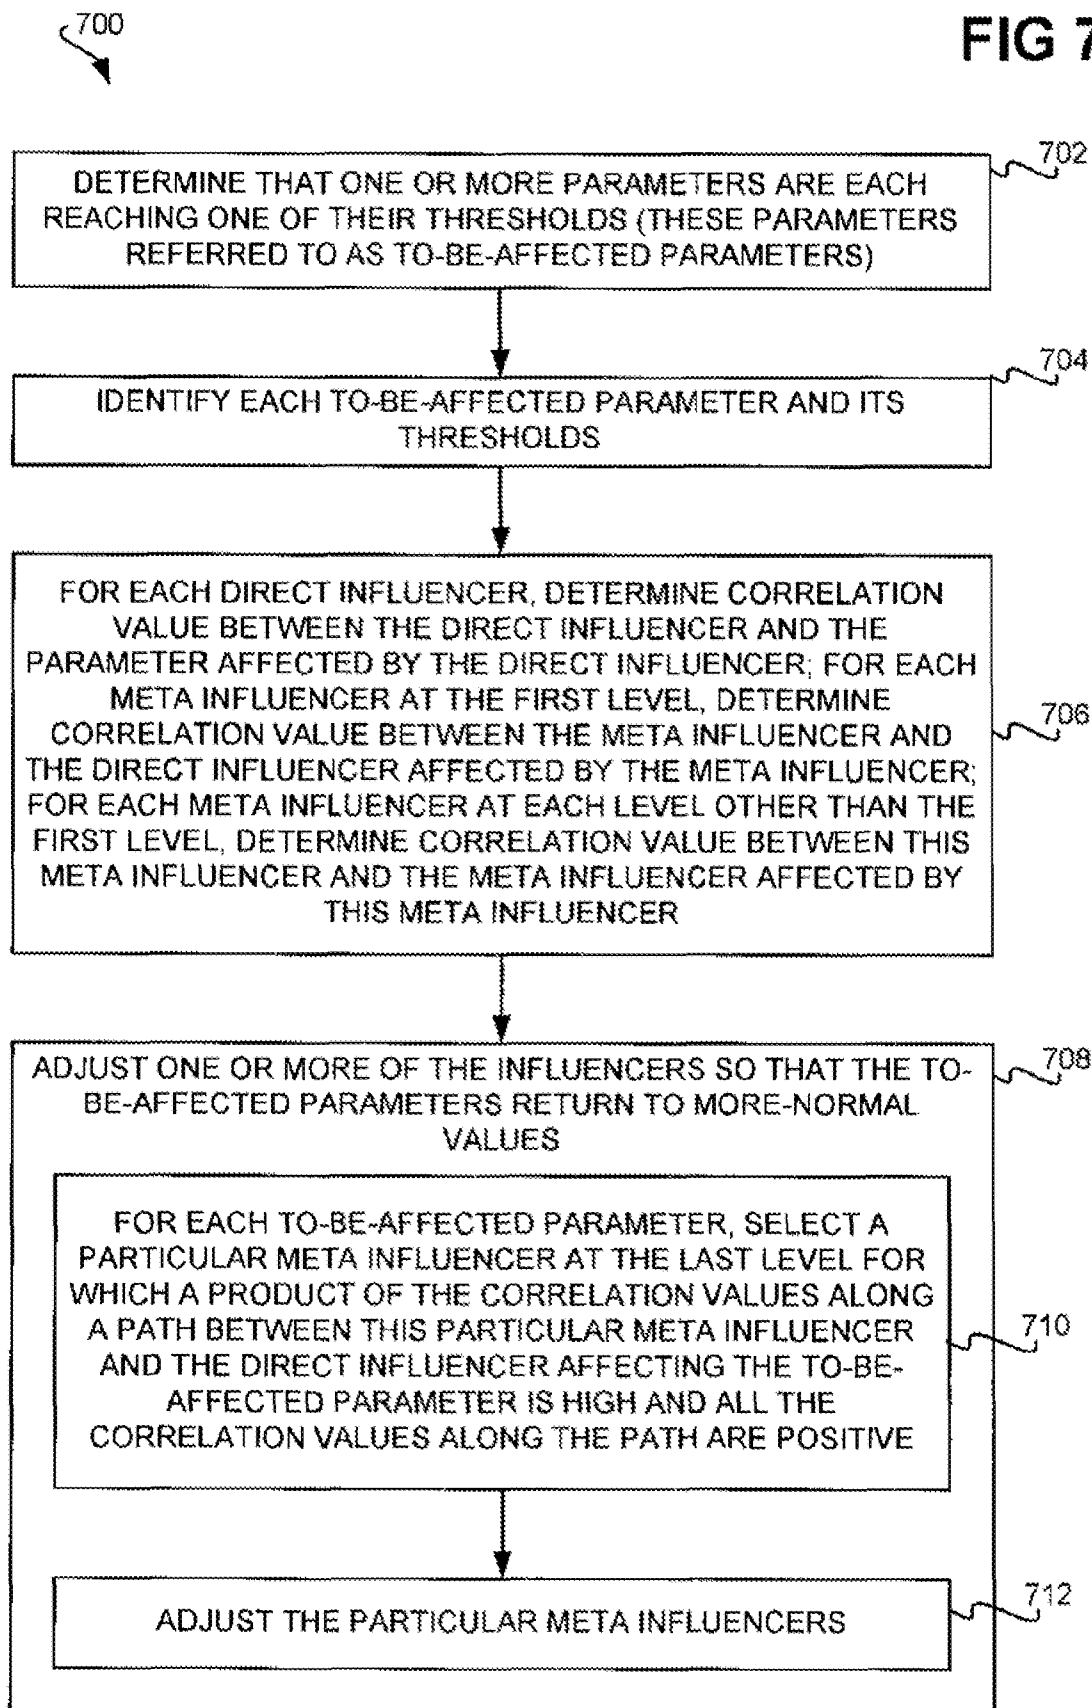 700
FIG 7
702
DETERMINE THAT ONE OR MORE PARAMETERS ARE EACH
REACHING ONE OF THEIR THRESHOLDS (THESE PARAMETERS
REFERRED TO AS TO-BE-AFFECTED PARAMETERS)
704
IDENTIFY EACH TO-BE-AFFECTED PARAMETER AND ITS
THRESHOLDS
FOR EACH DIRECT INFLUENCER, DETERMINE CORRELATION
VALUE BETWEEN THE DIRECT INFLUENCER AND THE
PARAMETER AFFECTED BY THE DIRECT INFLUENCER; FOR EACH
META INFLUENCER AT THE FIRST LEVEL, DETERMINE
CORRELATION VALUE BETWEEN THE META INFLUENCER AND
THE DIRECT INFLUENCER AFFECTED BY THE META INFLUENCER;
FOR EACH META INFLUENCER AT EACH LEVEL OTHER THAN THE
FIRST LEVEL, DETERMINE CORRELATION VALUE BETWEEN THIS
META INFLUENCER AND THE META INFLUENCER AFFECTED BY
THIS META INFLUENCER
706
ADJUST ONE OR MORE OF THE INFLUENCERS SO THAT THE TO-
BE-AFFECTED PARAMETERS RETURN TO MORE-NORMAL
VALUES
708
FOR EACH TO-BE-AFFECTED PARAMETER, SELECT A
PARTICULAR META INFLUENCER AT THE LAST LEVEL FOR
WHICH A PRODUCT OF THE CORRELATION VALUES ALONG
A PATH BETWEEN THIS PARTICULAR META INFLUENCER
AND THE DIRECT INFLUENCER AFFECTING THE TO-BE-
AFFECTED PARAMETER IS HIGH AND ALL THE
CORRELATION VALUES ALONG THE PATH ARE POSITIVE
710
ADJUST THE PARTICULAR META INFLUENCERS
712